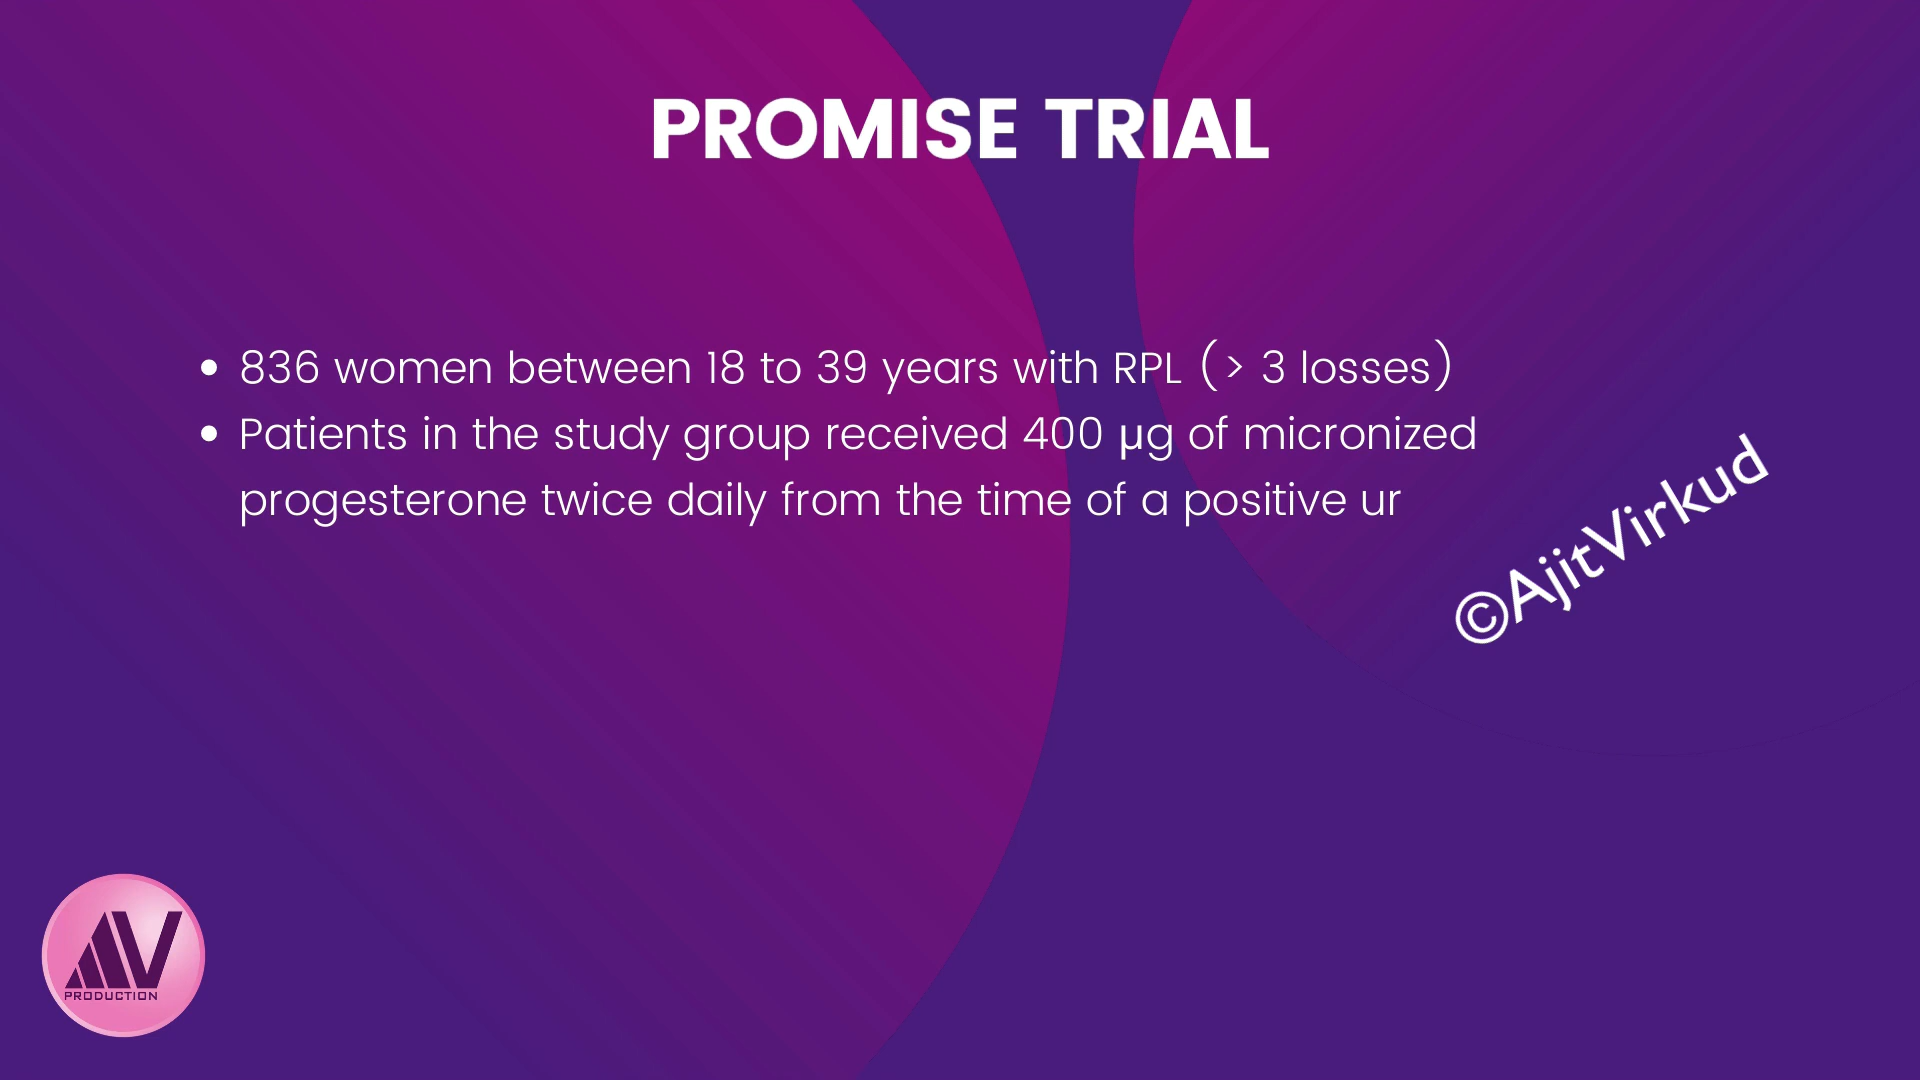 PROMISE TRIAL
• 836 women between 18 to 39 years with RPL (> 3 losses)
• Patients in the study group received 400 µg of micronized
progesterone twice daily from the time of a positive ur
©AjitVirkud
AV
PRODUCTION